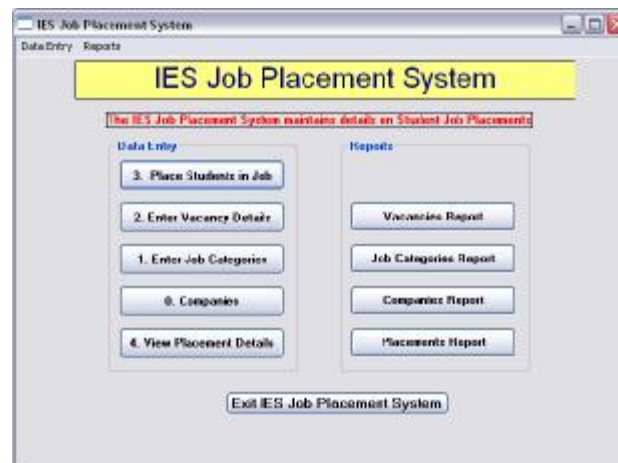 IES Job Placement System
Data Entry Reports
IES Job Placement System
The IES Job Placement System maintains details on Student Job Placements
Data Entry
3. Place Students in Job
2. Enter Vacancy Details
1. Enter Job Categories
0. Companies
4. View Placement Details
Reports
Vacancies Report
Job Categories Report
Companies Report
Placements Report
Exit IES Job Placement System